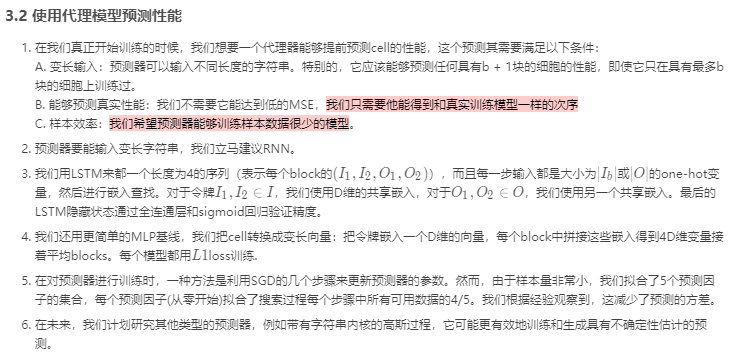 3.2 使用代理模型预测性能
1. 在我们真正开始训练的时候，我们想要一个代理器能够提前预测cell的性能，这个预测其需要满足以下条件：
A. 变长输入：预测器可以输入不同长度的字符串。特别的，它应该能够预测任何具有b + 1块的细胞的性能，即使它只在具有最多b
块的细胞上训练过。
B. 能够预测真实性能：我们不需要它能达到低的MSE，我们只需要他能得到和真实训练模型一样的次序
C. 样本效率：我们希望预测器能够训练样本数据很少的模型。
2. 预测器要能输入变长字符串，我们立马建议RNN。
3. 我们用LSTM来都一个长度为4的序列（表示每个block的(I₁, I₂, O₁, O₂)），而且每一步输入都是大小为|I_b|或|O|的one-hot变
量，然后进行嵌入查找。对于令牌I₁, I₂ ∈ I，我们使用D维的共享嵌入，对于O₁, O₂ ∈ O，我们使用另一个共享嵌入。最后的
LSTM隐藏状态通过全连通层和sigmoid回归验证精度。
4. 我们还用更简单的MLP基线，我们把cell转换成变长向量：把令牌嵌入一个D维的向量，每个block中拼接这些嵌入得到4D维变量接
着平均blocks。每个模型都用L1loss训练.
5. 在对预测器进行训练时，一种方法是利用SGD的几个步骤来更新预测器的参数。然而，由于样本量非常小，我们拟合了5个预测因
子的集合，每个预测因子(从零开始)拟合了搜索过程每个步骤中所有可用数据的4/5。我们根据经验观察到，这减少了预测的方差。
6. 在未来，我们计划研究其他类型的预测器，例如带有字符串内核的高斯过程，它可能更有效地训练和生成具有不确定性估计的预
测。